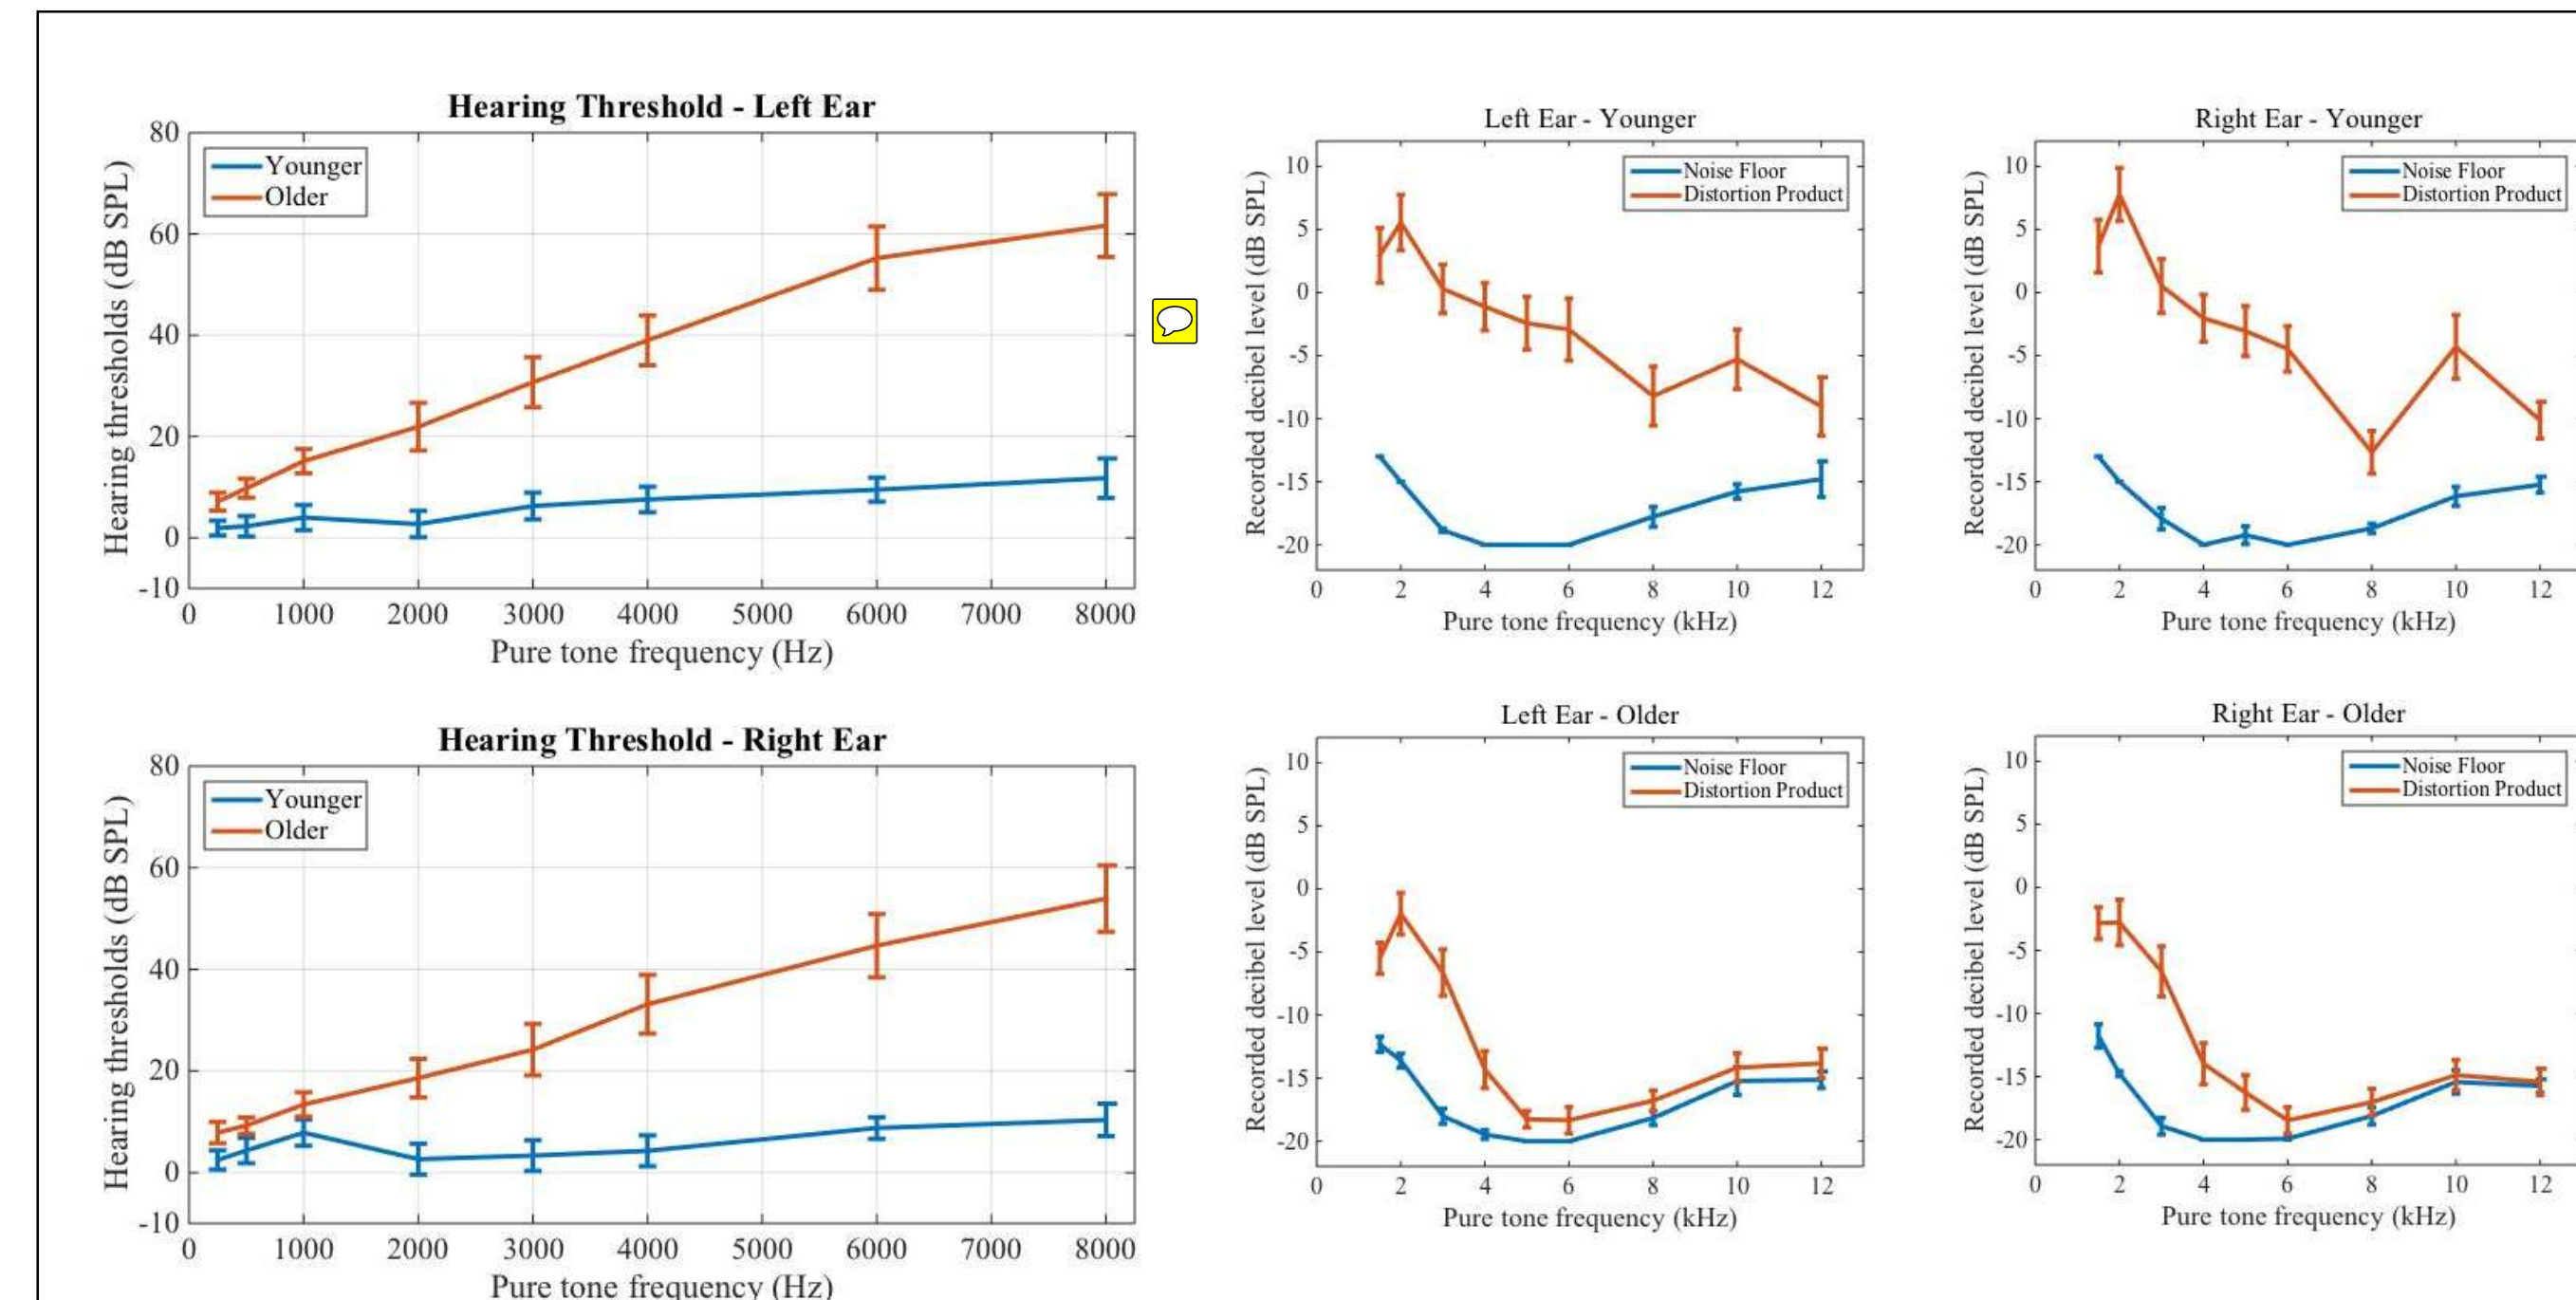 Hearing Threshold - Left Ear
Younger
Older
80
60
40
20
0
-10
Hearing thresholds (dB SPL)
0 1000 2000 3000 4000 5000 6000 7000 8000
Pure tone frequency (Hz)
Left Ear - Younger
Noise Floor
Distortion Product
10
5
0
-5
-10
-15
-20
Recorded decibel level (dB SPL)
0 2 4 6 8 10 12
Pure tone frequency (kHz)
Right Ear - Younger
Noise Floor
Distortion Product
10
5
0
-5
-10
-15
-20
Recorded decibel level (dB SPL)
0 2 4 6 8 10 12
Pure tone frequency (kHz)
Hearing Threshold - Right Ear
Younger
Older
80
60
40
20
0
-10
Hearing thresholds (dB SPL)
0 1000 2000 3000 4000 5000 6000 7000 8000
Pure tone frequency (Hz)
Left Ear - Older
Noise Floor
Distortion Product
10
5
0
-5
-10
-15
-20
Recorded decibel level (dB SPL)
0 2 4 6 8 10 12
Pure tone frequency (kHz)
Right Ear - Older
Noise Floor
Distortion Product
10
5
0
-5
-10
-15
-20
Recorded decibel level (dB SPL)
0 2 4 6 8 10 12
Pure tone frequency (kHz)